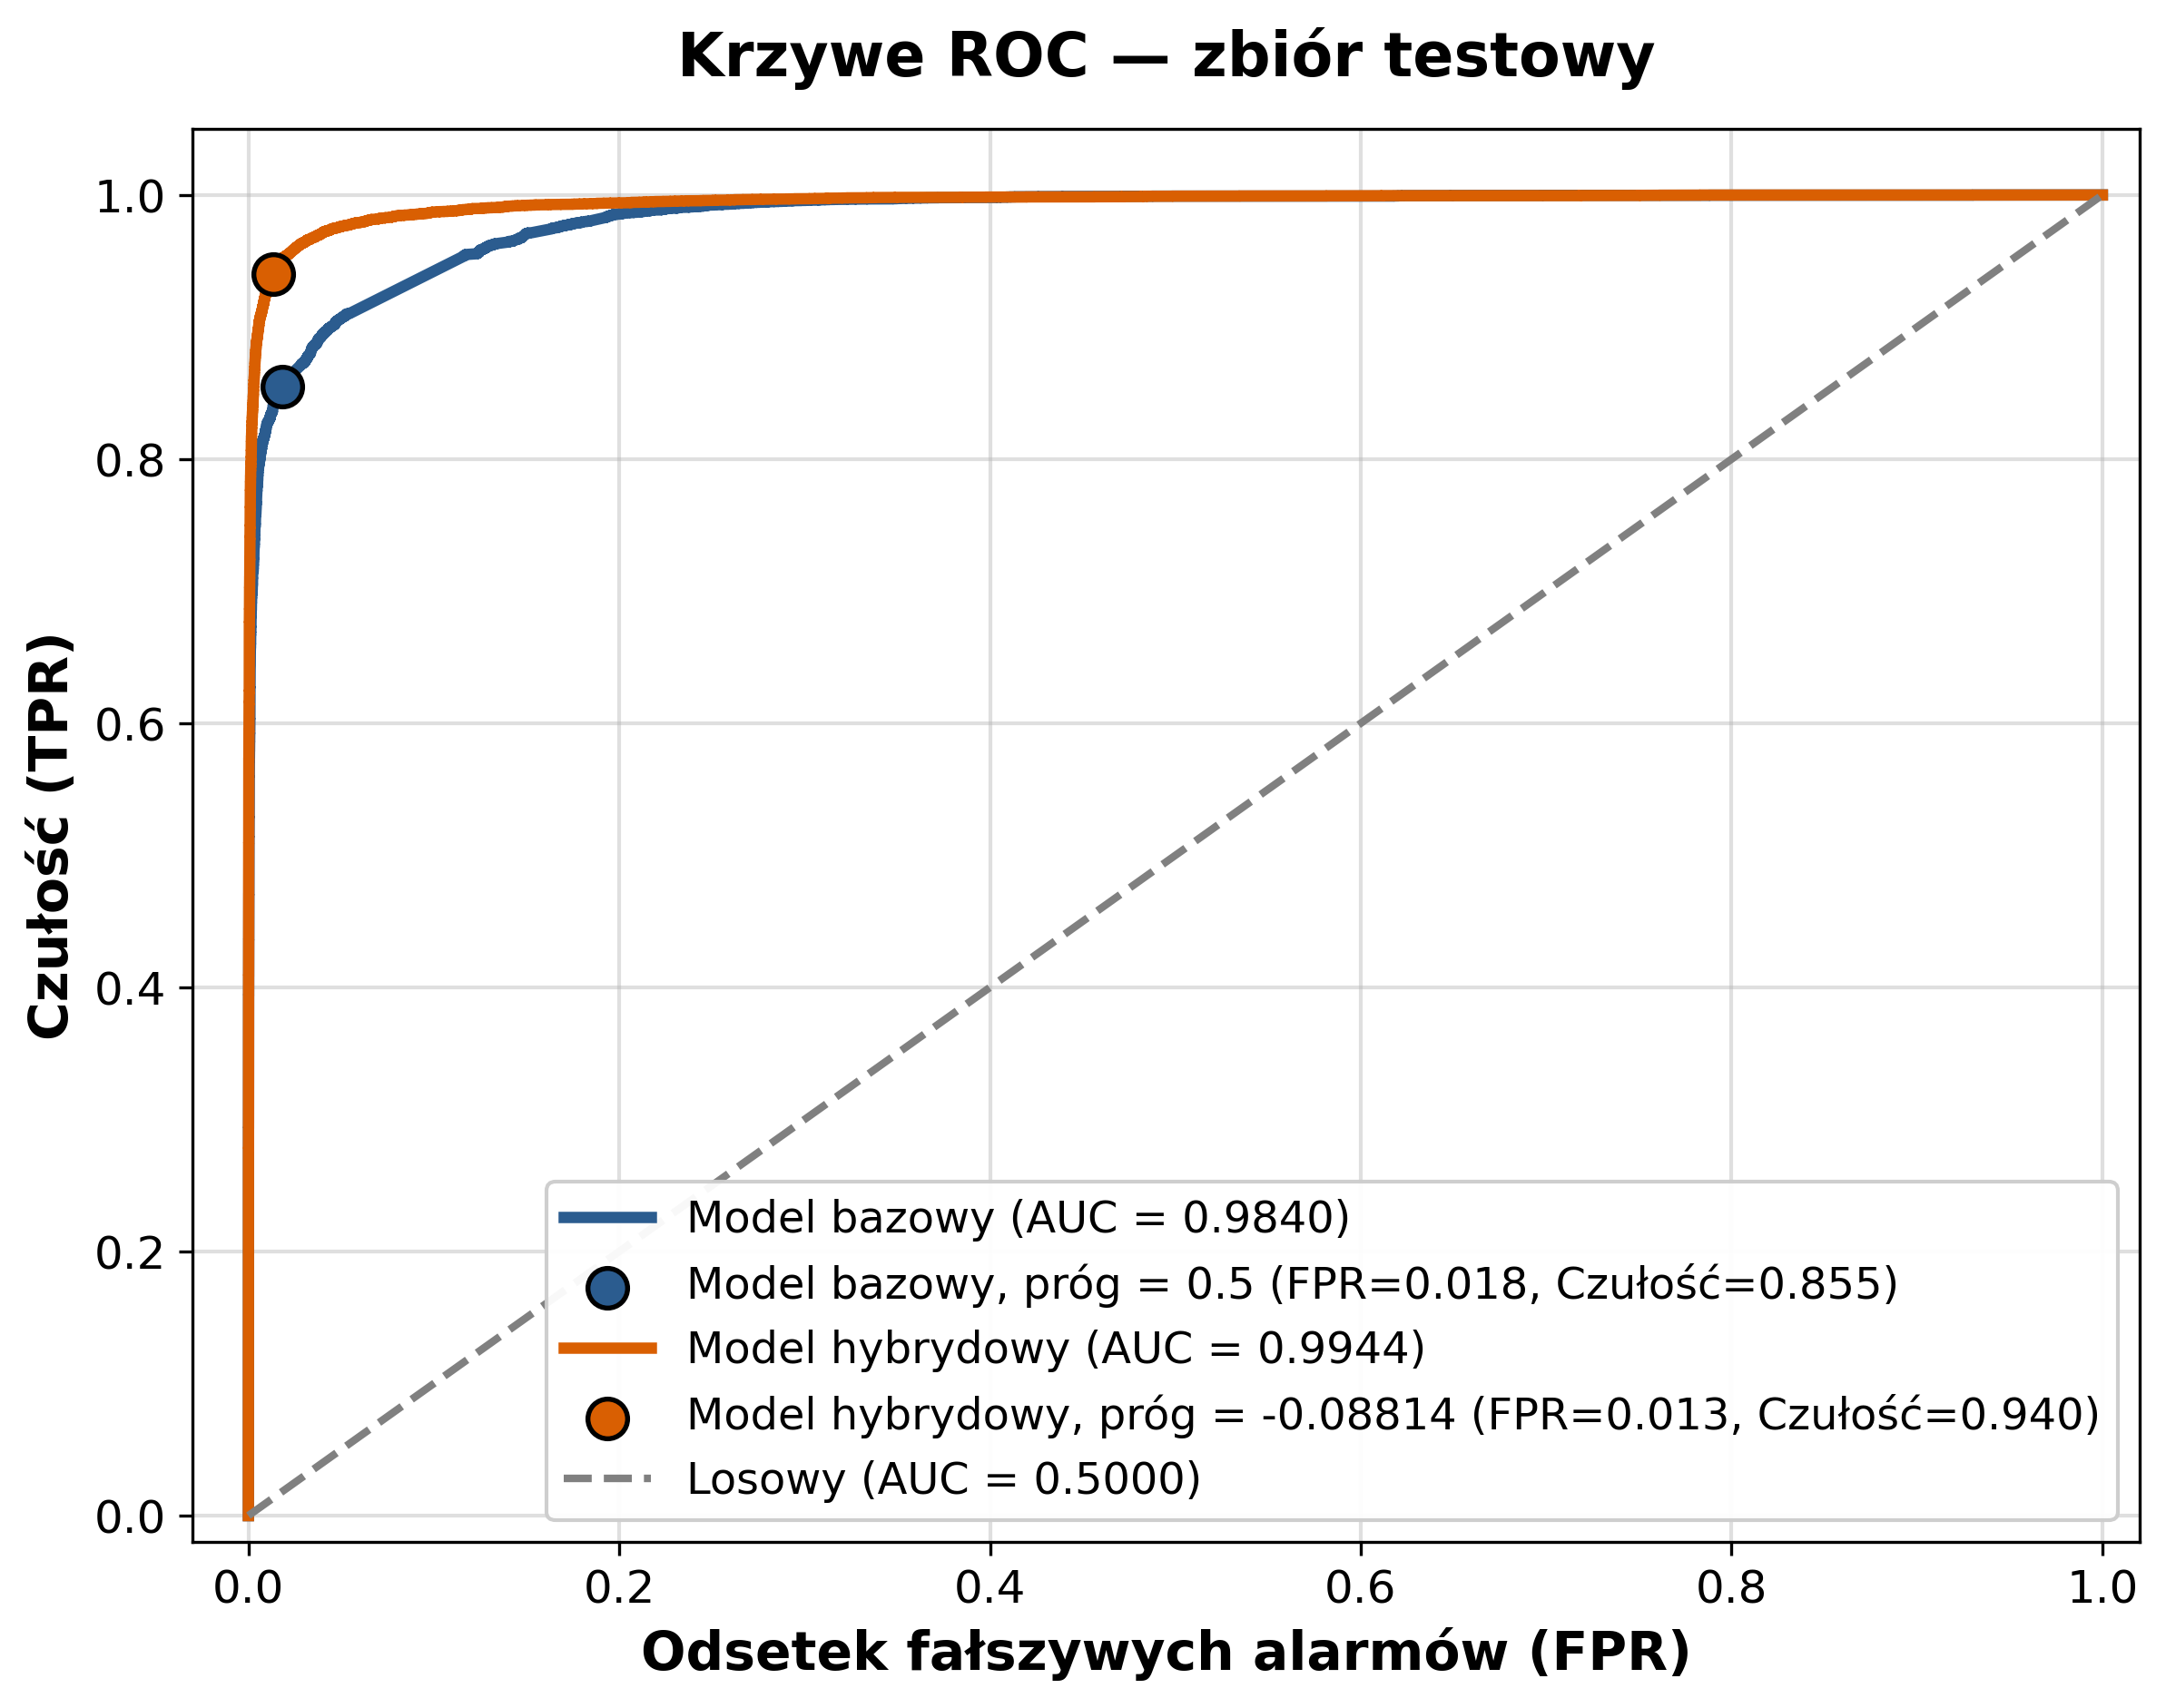 Krzywe ROC — zbiór testowy
Czułość (TPR)
1.0
0.8
0.6
0.4
0.2
0.0
Model bazowy (AUC = 0.9840)
Model bazowy, próg = 0.5 (FPR=0.018, Czułość=0.855)
Model hybrydowy (AUC = 0.9944)
Model hybrydowy, próg = -0.08814 (FPR=0.013, Czułość=0.940)
Losowy (AUC = 0.5000)
0.0 0.2 0.4 0.6 0.8 1.0
Odsetek fałszywych alarmów (FPR)